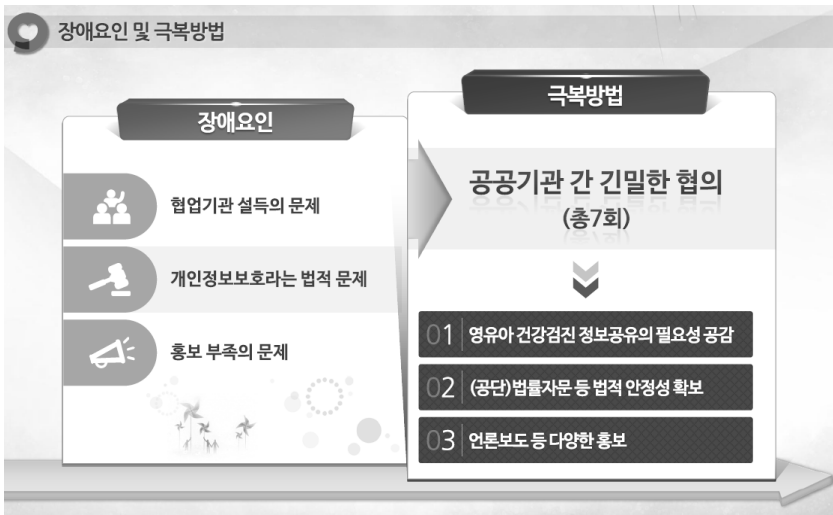 장애요인 및 극복방법
장애요인
협업기관 설득의 문제
개인정보보호라는 법적 문제
홍보 부족의 문제
극복방법
공공기관 간 긴밀한 협의
(총7회)
01 영유아 건강검진 정보공유의 필요성 공감
02 (공단)법률자문 등 법적 안정성 확보
03 언론보도 등 다양한 홍보